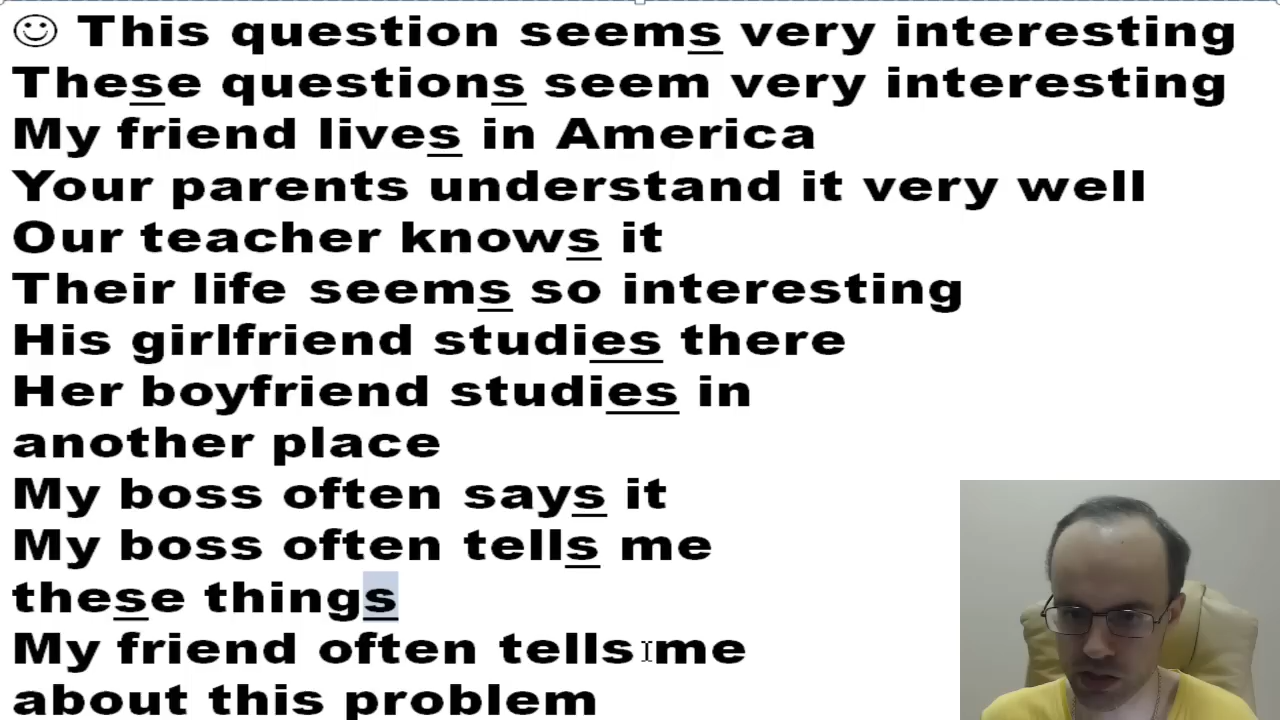 ☺ This question seems very interesting
These questions seem very interesting
My friend lives in America
Your parents understand it very well
Our teacher knows it
Their life seems so interesting
His girlfriend studies there
Her boyfriend studies in
another place
My boss often says it
My boss often tells me
these things
My friend often tells me
about this problem